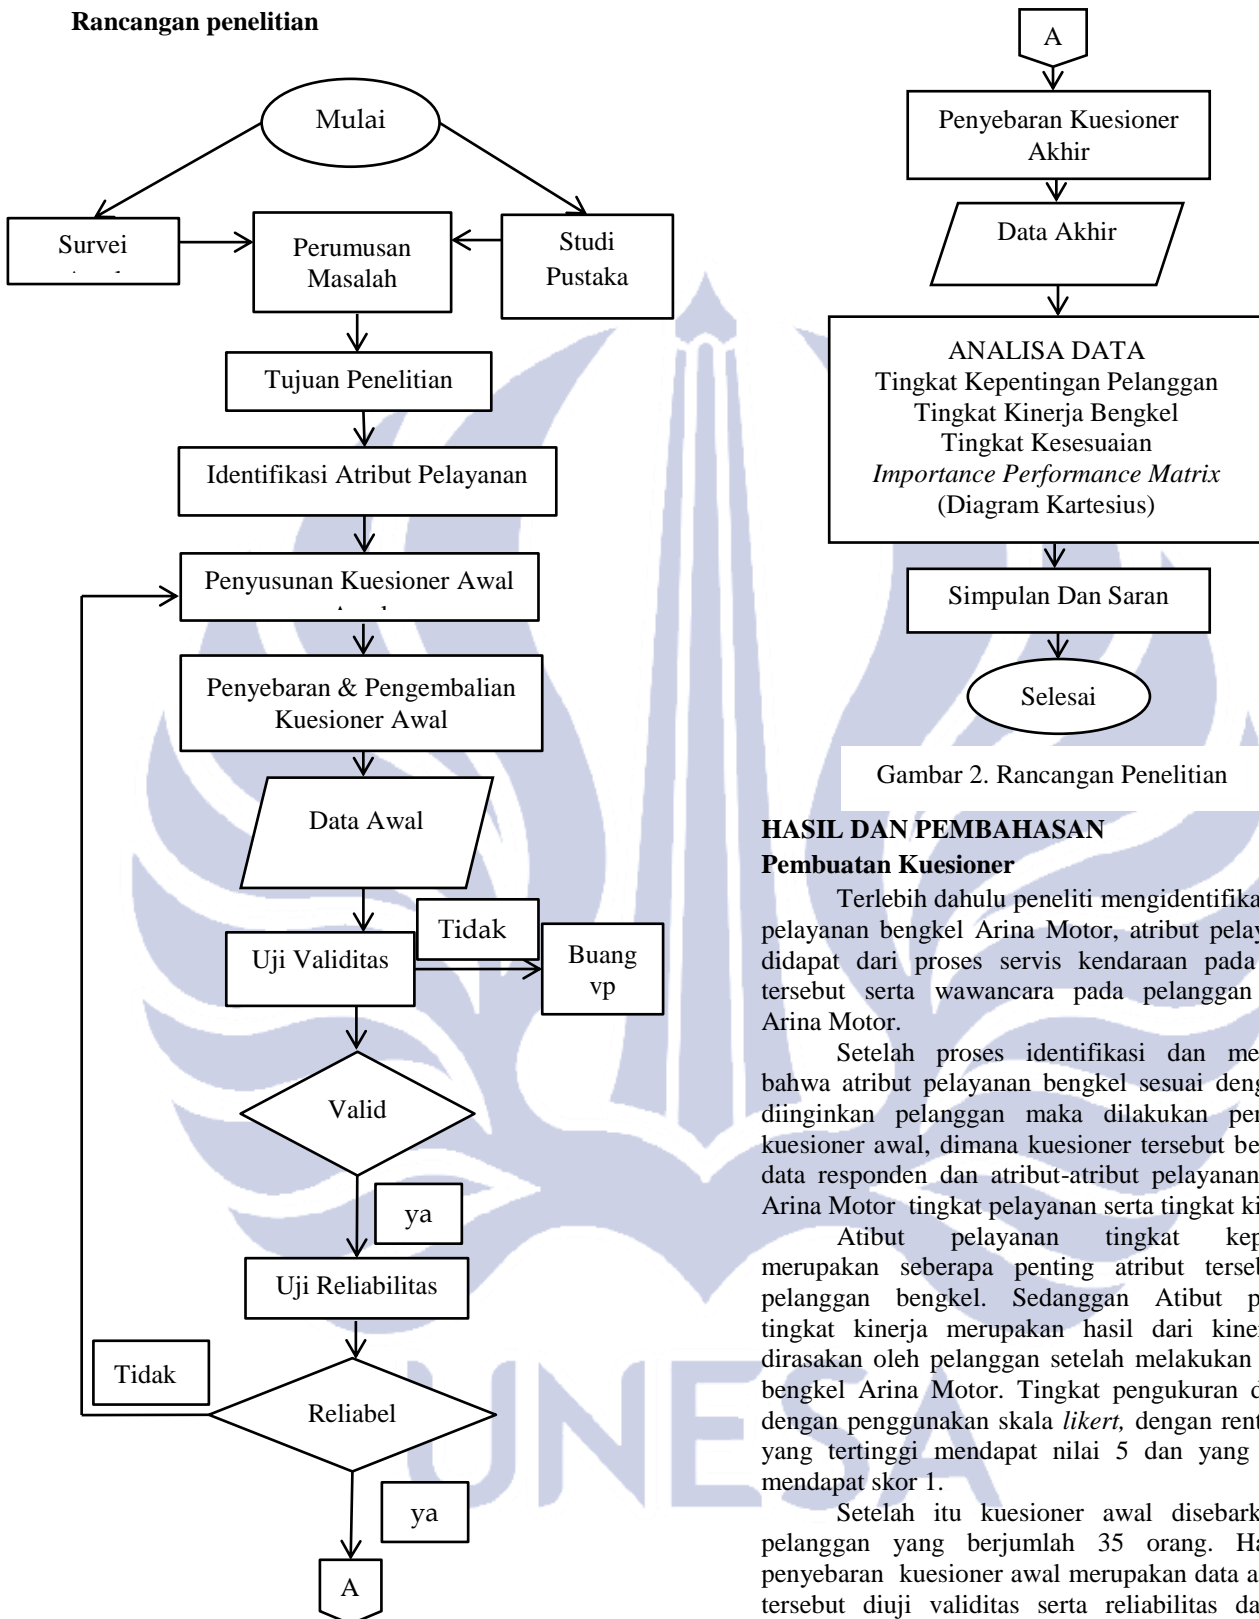 Rancangan penelitian
Mulai
Survei
Perumusan
Masalah
Studi
Pustaka
Tujuan Penelitian
Identifikasi Atribut Pelayanan
Penyusunan Kuesioner Awal
Penyebaran & Pengembalian
Kuesioner Awal
Data Awal
Uji Validitas
Tidak
Buang
vp
Valid
ya
Uji Reliabilitas
Tidak
Reliabel
ya
A
A
Penyebaran Kuesioner
Akhir
Data Akhir
ANALISA DATA
Tingkat Kepentingan Pelanggan
Tingkat Kinerja Bengkel
Tingkat Kesesuaian
Importance Performance Matrix
(Diagram Kartesius)
Simpulan Dan Saran
Selesai
Gambar 2. Rancangan Penelitian
HASIL DAN PEMBAHASAN
Pembuatan Kuesioner
Terlebih dahulu peneliti mengidentifika
pelayanan bengkel Arina Motor, atribut pelay
didapat dari proses servis kendaraan pada
tersebut serta wawancara pada pelanggan
Arina Motor.
Setelah proses identifikasi dan me
bahwa atribut pelayanan bengkel sesuai deng
diinginkan pelanggan maka dilakukan per
kuesioner awal, dimana kuesioner tersebut be
data responden dan atribut-atribut pelayanan
Arina Motor tingkat pelayanan serta tingkat ki
Atibut pelayanan tingkat kep
merupakan seberapa penting atribut terseb
pelanggan bengkel. Sedanggan Atibut p
tingkat kinerja merupakan hasil dari kiner
dirasakan oleh pelanggan setelah melakukan
bengkel Arina Motor. Tingkat pengukuran d
dengan penggunakan skala likert, dengan rent
yang tertinggi mendapat nilai 5 dan yang
mendapat skor 1.
Setelah itu kuesioner awal disebark
pelanggan yang berjumlah 35 orang. Ha
penyebaran kuesioner awal merupakan data a
tersebut diuji validitas serta reliabilitas da
UNESA